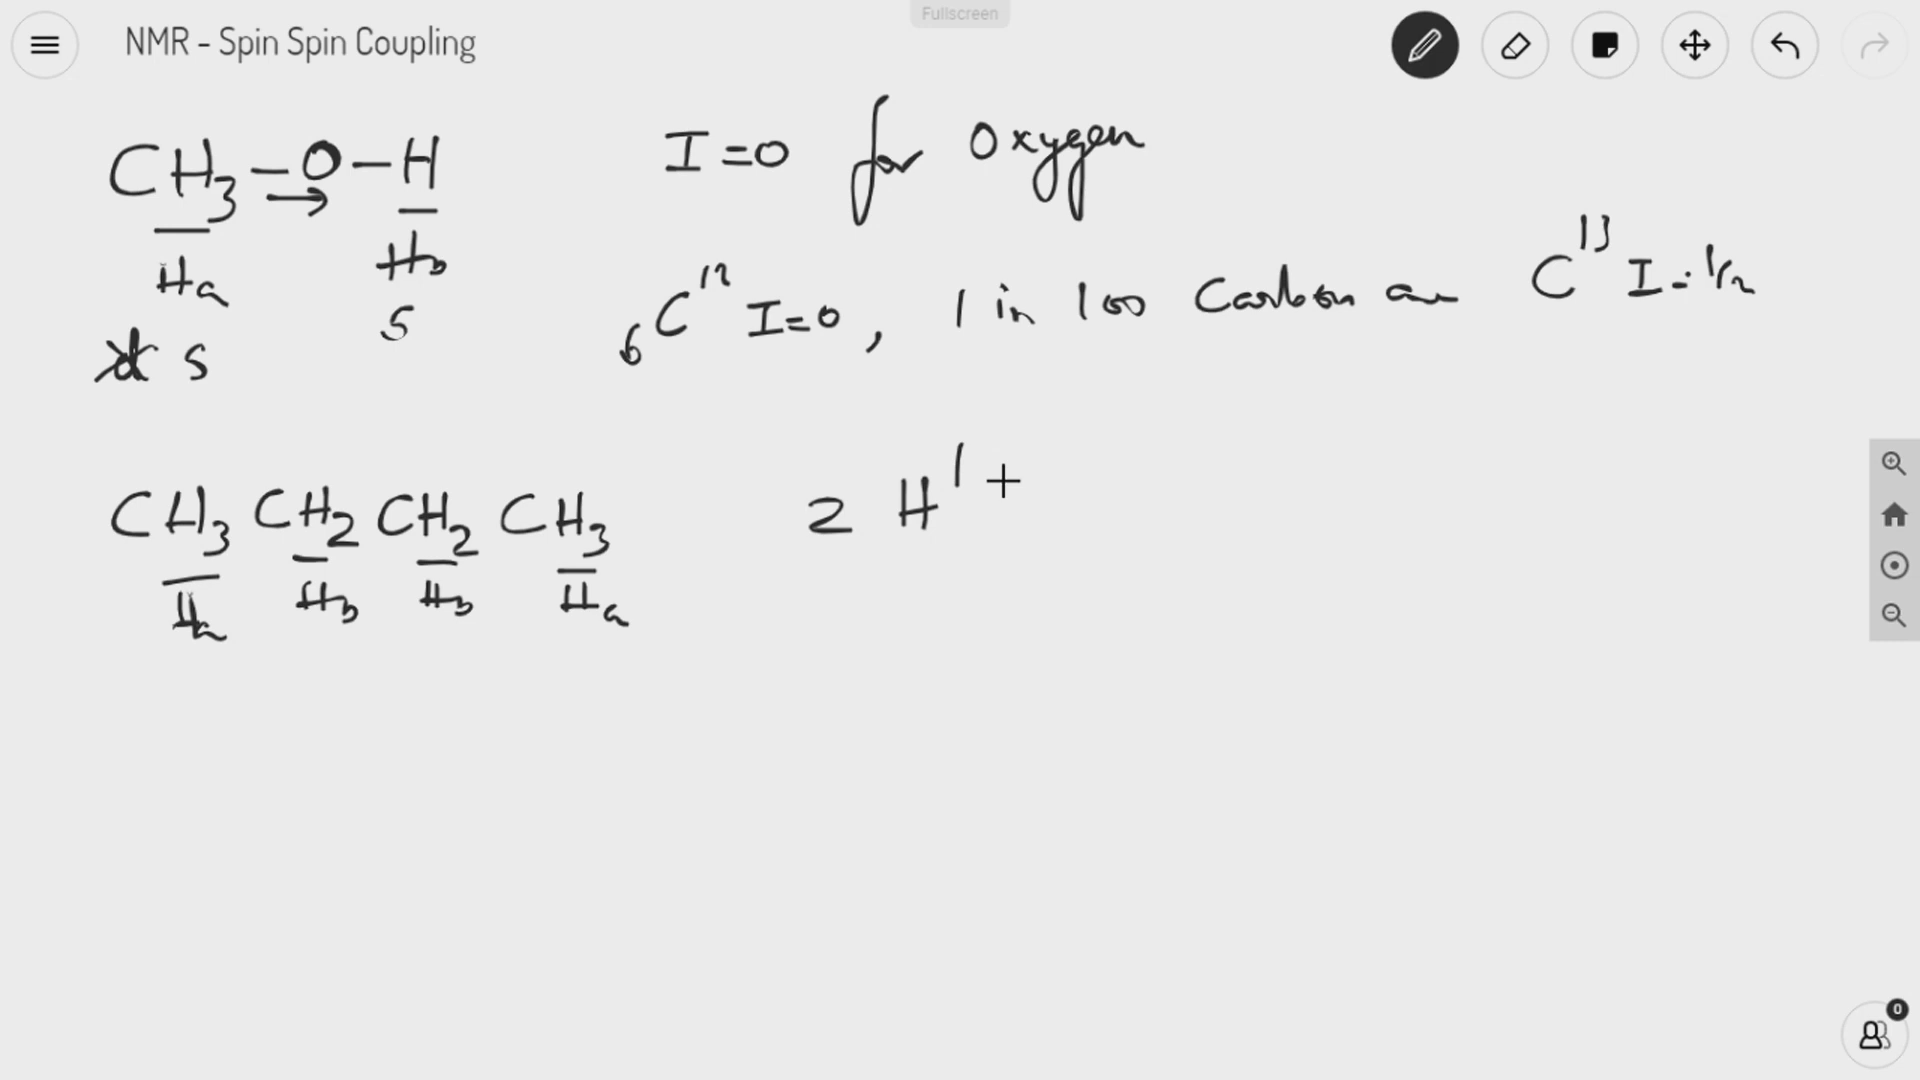 Fullscreen
NMR - Spin Spin Coupling
CH3 - O - H
I = 0 for Oxygen
Ha
Hb
6C12 I=0, 1 in 100 Carbon are C13 I = 1/2
s
s
CH3 CH2 CH2 CH3
2 H1
Ha Hb Hb Ha
0